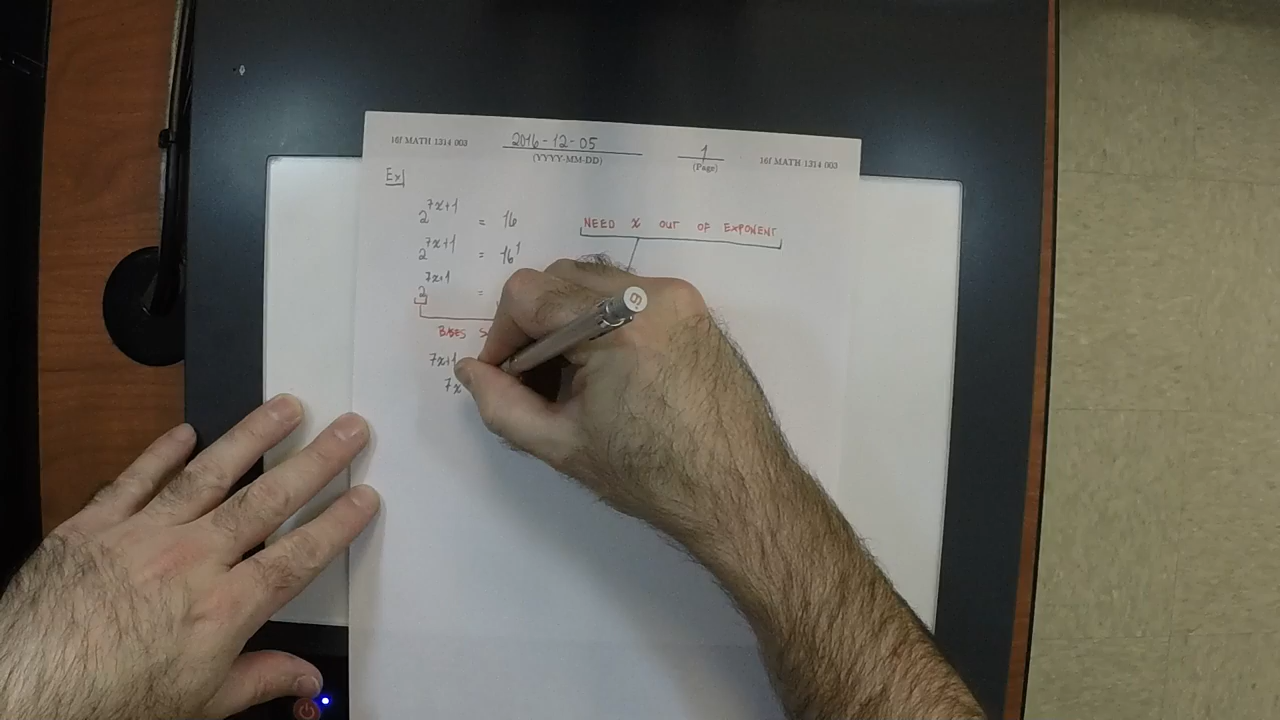 16f MATH 1314 003 2016-12-05 1 16f MATH 1314 003
(YYYY-MM-DD) (Page)
Ex
2^{7x+1} = 16 NEED x OUT OF EXPONENT
2^{7x+1} = 16^1
2^{7x+1} =
BASES
7x+1
7x